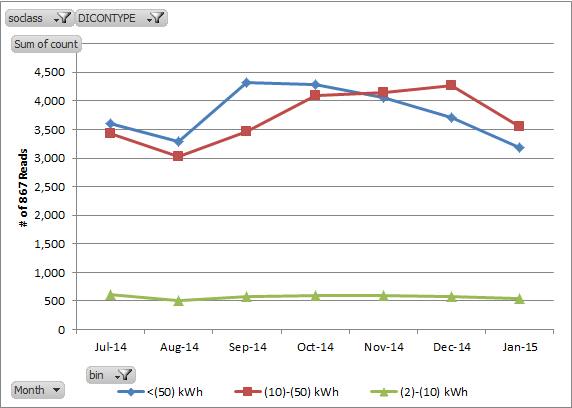 soclass DICONTYPE
Sum of count
4,500
4,000
3,500
3,000
2,500
2,000
1,500
1,000
500
0
# of 867 Reads
Jul-14 Aug-14 Sep-14 Oct-14 Nov-14 Dec-14 Jan-15
bin
Month <(50) kWh (10)-(50) kWh (2)-(10) kWh